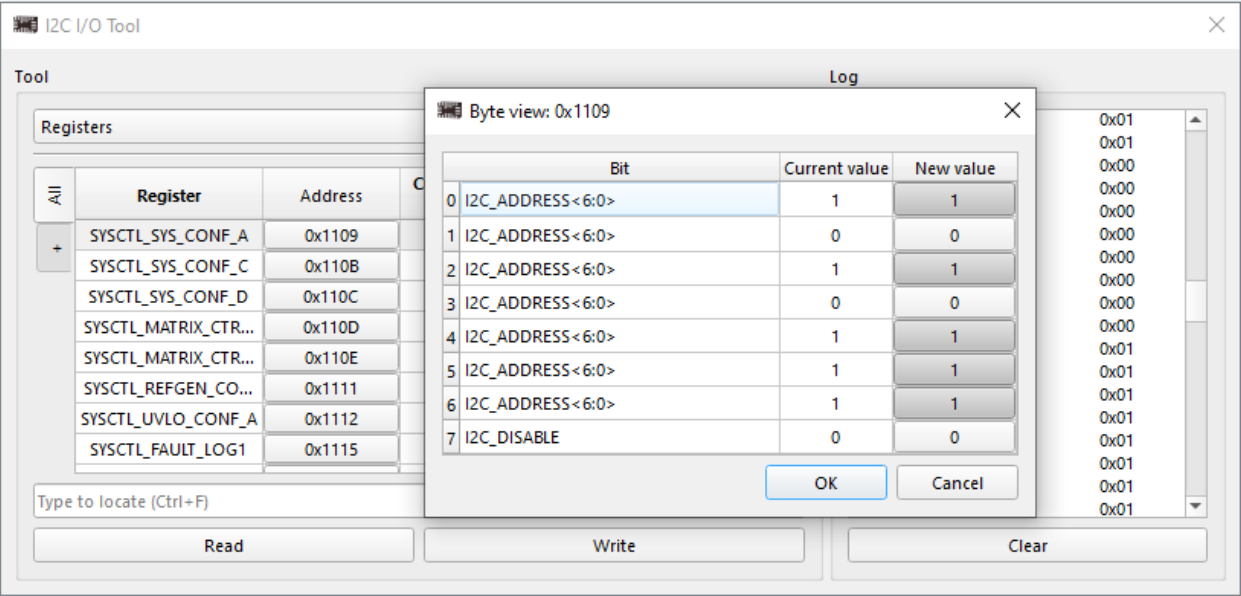 I2C I/O Tool
Tool
Log
Registers
All
+
Register Address C
SYSCTL_SYS_CONF_A 0x1109
SYSCTL_SYS_CONF_C 0x110B
SYSCTL_SYS_CONF_D 0x110C
SYSCTL_MATRIX_CTR... 0x110D
SYSCTL_MATRIX_CTR... 0x110E
SYSCTL_REFGEN_CO... 0x1111
SYSCTL_UVLO_CONF_A 0x1112
SYSCTL_FAULT_LOG1 0x1115
Type to locate (Ctrl+F)
Read
Write
Byte view: 0x1109
Bit Current value New value
0 I2C_ADDRESS<6:0> 1 1
1 I2C_ADDRESS<6:0> 0 0
2 I2C_ADDRESS<6:0> 1 1
3 I2C_ADDRESS<6:0> 0 0
4 I2C_ADDRESS<6:0> 1 1
5 I2C_ADDRESS<6:0> 1 1
6 I2C_ADDRESS<6:0> 1 1
7 I2C_DISABLE 0 0
OK
Cancel
0x01
0x01
0x00
0x00
0x00
0x00
0x00
0x00
0x00
0x00
0x01
0x01
0x01
0x01
0x01
0x01
0x01
0x01
Clear